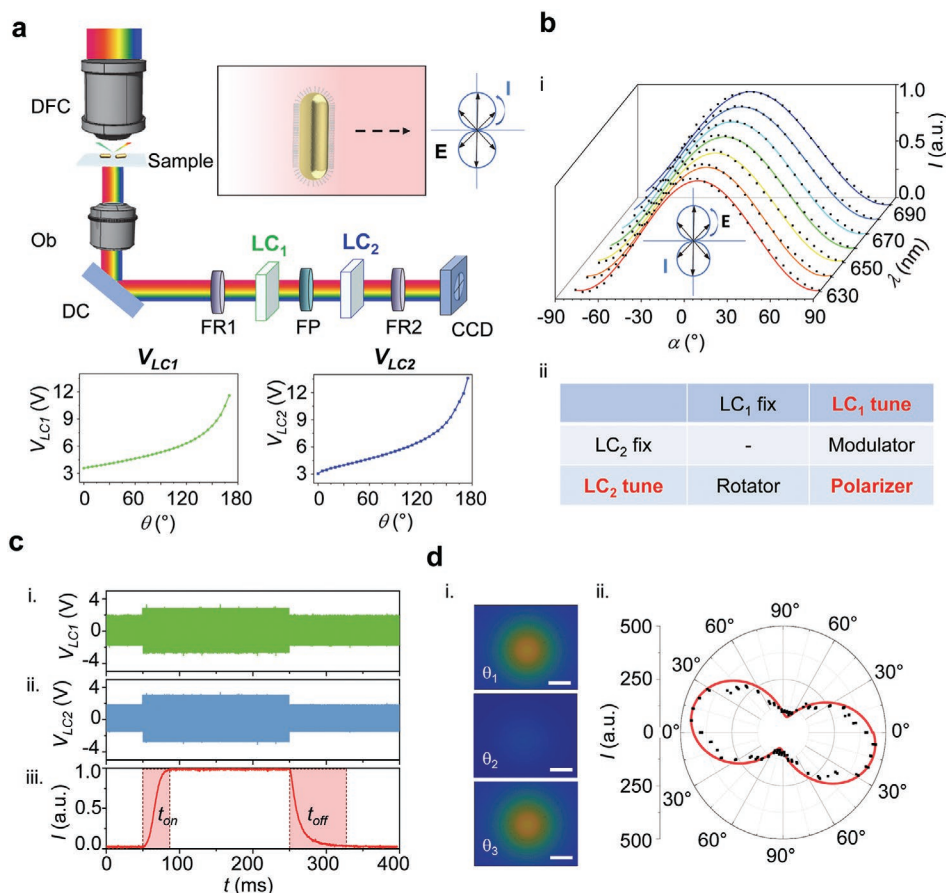 a
DFC
Sample
Ob
DC
FR1
LC1
FP
LC2
FR2
CCD
I
E
VLC1
VLC1 (V)
12
9
6
3
0 60 120 180
θ (°)
VLC2
VLC2 (V)
12
9
6
3
0 60 120 180
θ (°)
b
i
1.0
0.5
0.0
I (a.u.)
690
670
650
630
λ (nm)
E
I
-90 -60 -30 0 30 60 90
α (°)
ii
LC1 fix LC1 tune
LC2 fix - Modulator
LC2 tune Rotator Polarizer
c
i.
VLC1 (V)
4
0
-4
ii.
VLC2 (V)
4
0
-4
iii.
I (a.u.)
1.0
0.5
0.0
ton
toff
0 100 200 300 400
t (ms)
d
i.
θ1
θ2
θ3
ii.
I (a.u.)
500
250
0
250
500
90°
60° 60°
30° 30°
0° 0°
30° 30°
60° 60°
90°